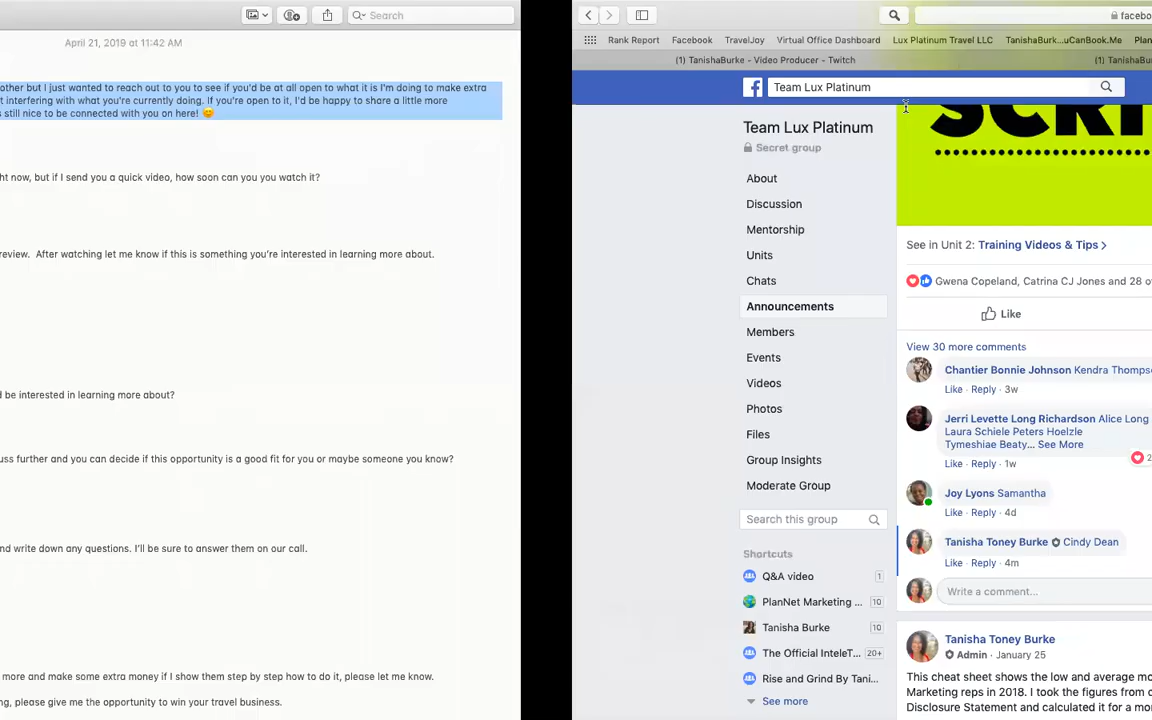 Search
April 21, 2019 at 11:42 AM
other but I just wanted to reach out to you to see if you'd be at all open to what it is I'm doing to make extra
t interfering with what you're currently doing. If you're open to it, I'd be happy to share a little more
s still nice to be connected with you on here! 😊
ht now, but if I send you a quick video, how soon can you you watch it?
review. After watching let me know if this is something you're interested in learning more about.
d be interested in learning more about?
uss further and you can decide if this opportunity is a good fit for you or maybe someone you know?
nd write down any questions. I'll be sure to answer them on our call.
more and make some extra money if I show them step by step how to do it, please let me know.
ng, please give me the opportunity to win your travel business.
facebo
Rank Report Facebook TravelJoy Virtual Office Dashboard Lux Platinum Travel LLC TanishaBurk...uCanBook.Me Plan
(1) TanishaBurke - Video Producer - Twitch (1) TanishaBu
Team Lux Platinum
Team Lux Platinum
Secret group
About
Discussion
Mentorship
Units
Chats
Announcements
Members
Events
Videos
Photos
Files
Group Insights
Moderate Group
Search this group
Shortcuts
Q&A video 1
PlanNet Marketing ... 10
Tanisha Burke 10
The Official InteleT... 20+
Rise and Grind By Tani...
See more
SCRI
See in Unit 2: Training Videos & Tips >
Gwena Copeland, Catrina CJ Jones and 28 o
Like
View 30 more comments
Chantier Bonnie Johnson Kendra Thomps
Like · Reply · 3w
Jerri Levette Long Richardson Alice Long
Laura Schiele Peters Hoelzle
Tymeshiae Beaty... See More
2
Like · Reply · 1w
Joy Lyons Samantha
Like · Reply · 4d
Tanisha Toney Burke Cindy Dean
Like · Reply · 4m
Write a comment...
Tanisha Toney Burke
Admin · January 25
This cheat sheet shows the low and average mo
Marketing reps in 2018. I took the figures from o
Disclosure Statement and calculated it for a mor